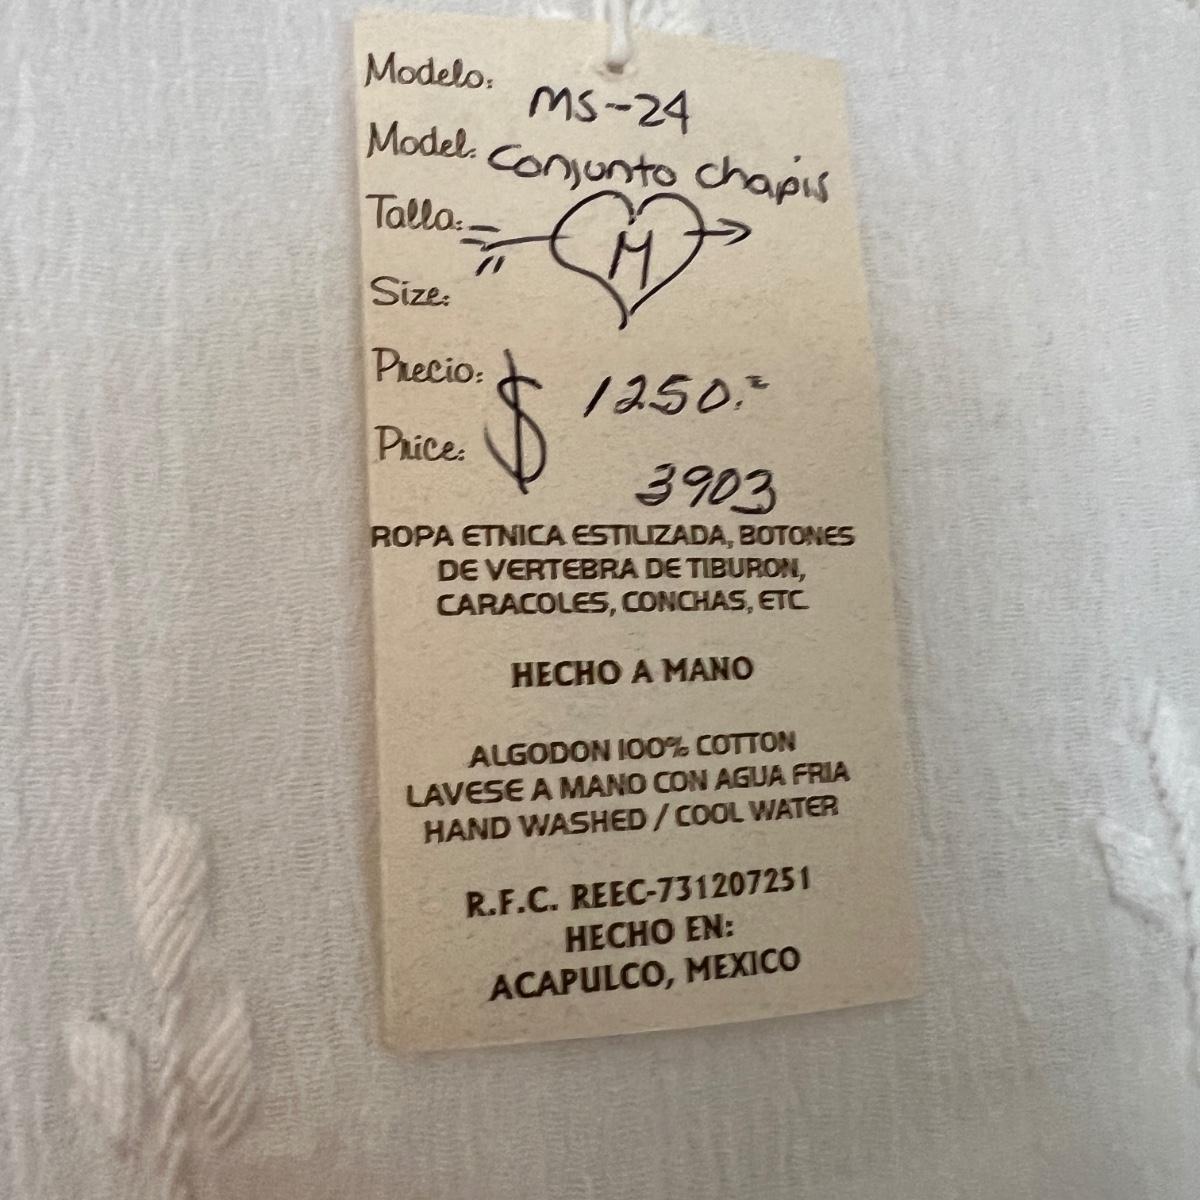 Modelo: MS-24
Model: Conjunto chapis
Talla: M
Size:
Precio: $ 1250.=
Price:
3903
ROPA ETNICA ESTILIZADA, BOTONES
DE VERTEBRA DE TIBURON,
CARACOLES, CONCHAS, ETC
HECHO A MANO
ALGODON 100% COTTON
LAVESE A MANO CON AGUA FRIA
HAND WASHED / COOL WATER
R.F.C. REEC-731207251
HECHO EN:
ACAPULCO, MEXICO